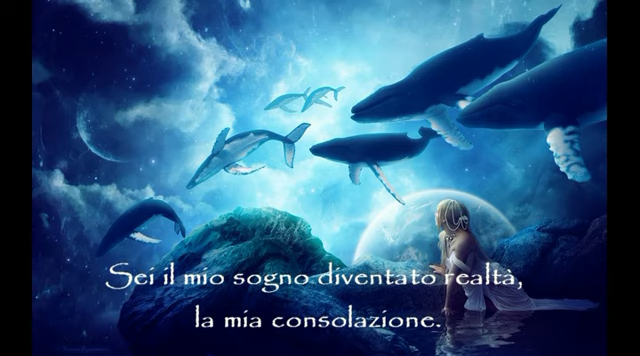 Sei il mio sogno diventato realtà,
la mia consolazione.